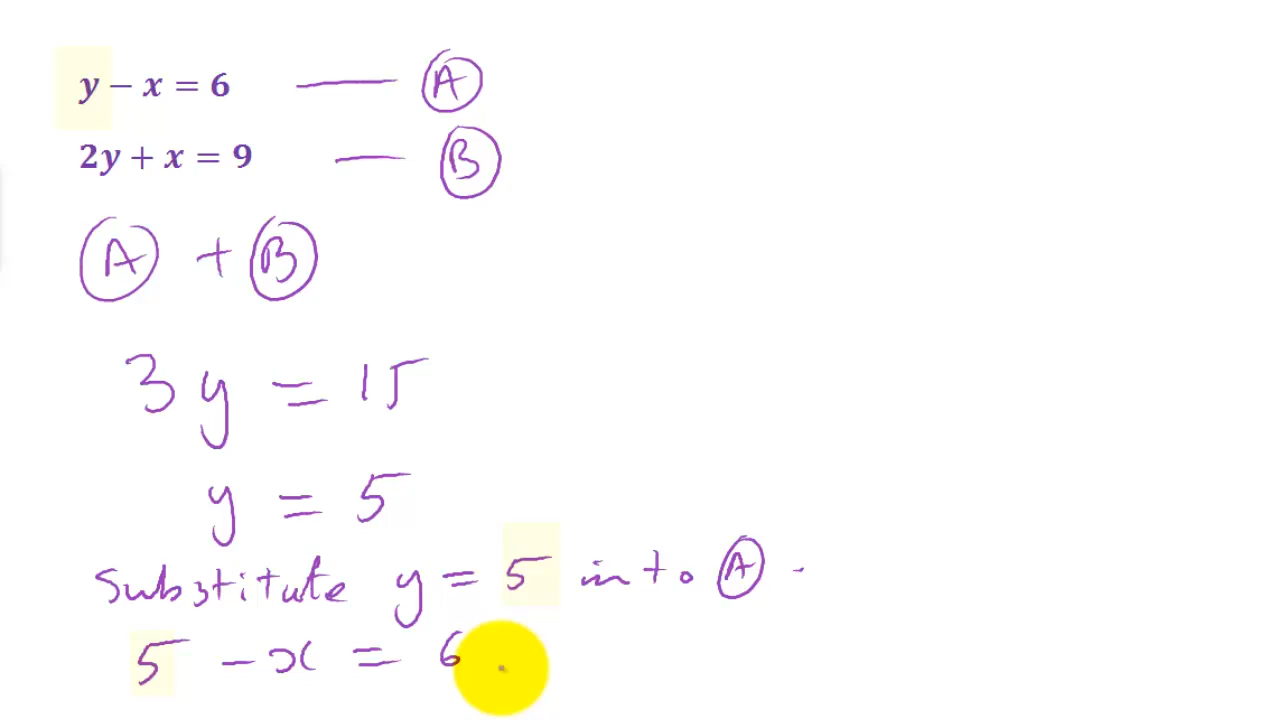 y − x = 6 — A
2y + x = 9 — B
A + B
3y = 15
y = 5
Substitute y = 5 into A .
5 - x = 6